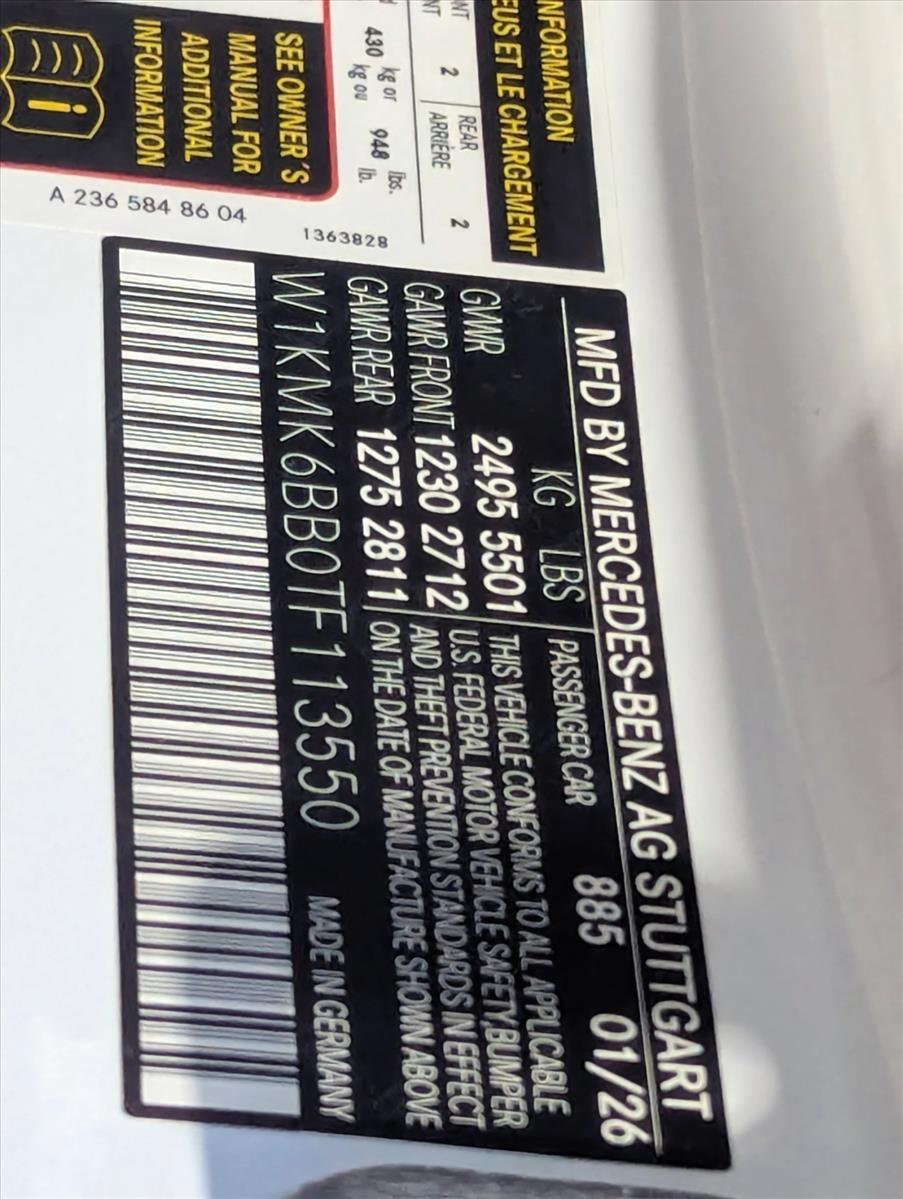 NFORMATION
EUS ET LE CHARGEMENT
NT 2 REAR 2
NT ARRIÈRE
430 kg or 948 lbs.
kg ou lb.
SEE OWNER'S
MANUAL FOR
ADDITIONAL
INFORMATION
A 236 584 86 04
1363828
MFD BY MERCEDES-BENZ AG STUTTGART
KG LBS PASSENGER CAR 885 01/26
GVWR 2495 5501 THIS VEHICLE CONFORMS TO ALL APPLICABLE
GAWR FRONT 1230 2712 U.S. FEDERAL MOTOR VEHICLE SAFETY, BUMPER
GAWR REAR 1275 2811 AND THEFT PREVENTION STANDARDS IN EFFECT
ON THE DATE OF MANUFACTURE SHOWN ABOVE
W1KMK6BB0TF113550 MADE IN GERMANY